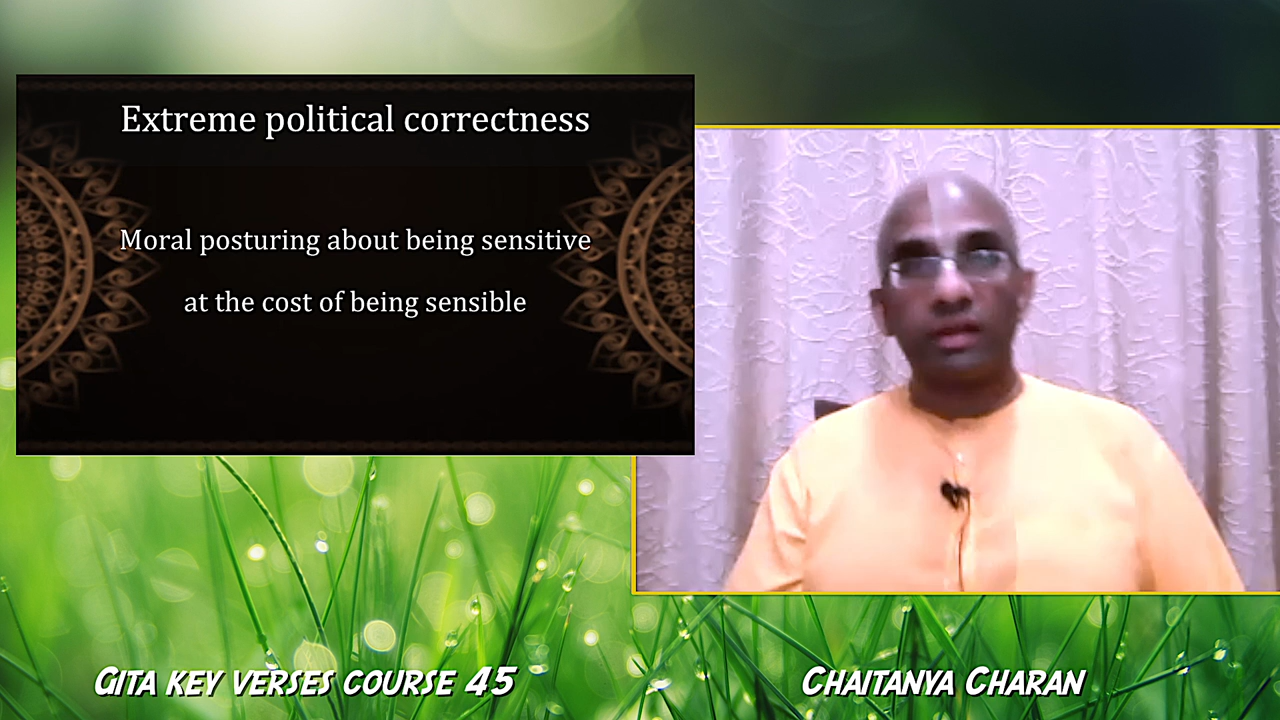 Extreme political correctness
Moral posturing about being sensitive
at the cost of being sensible
Gita key verses course 45
Chaitanya Charan